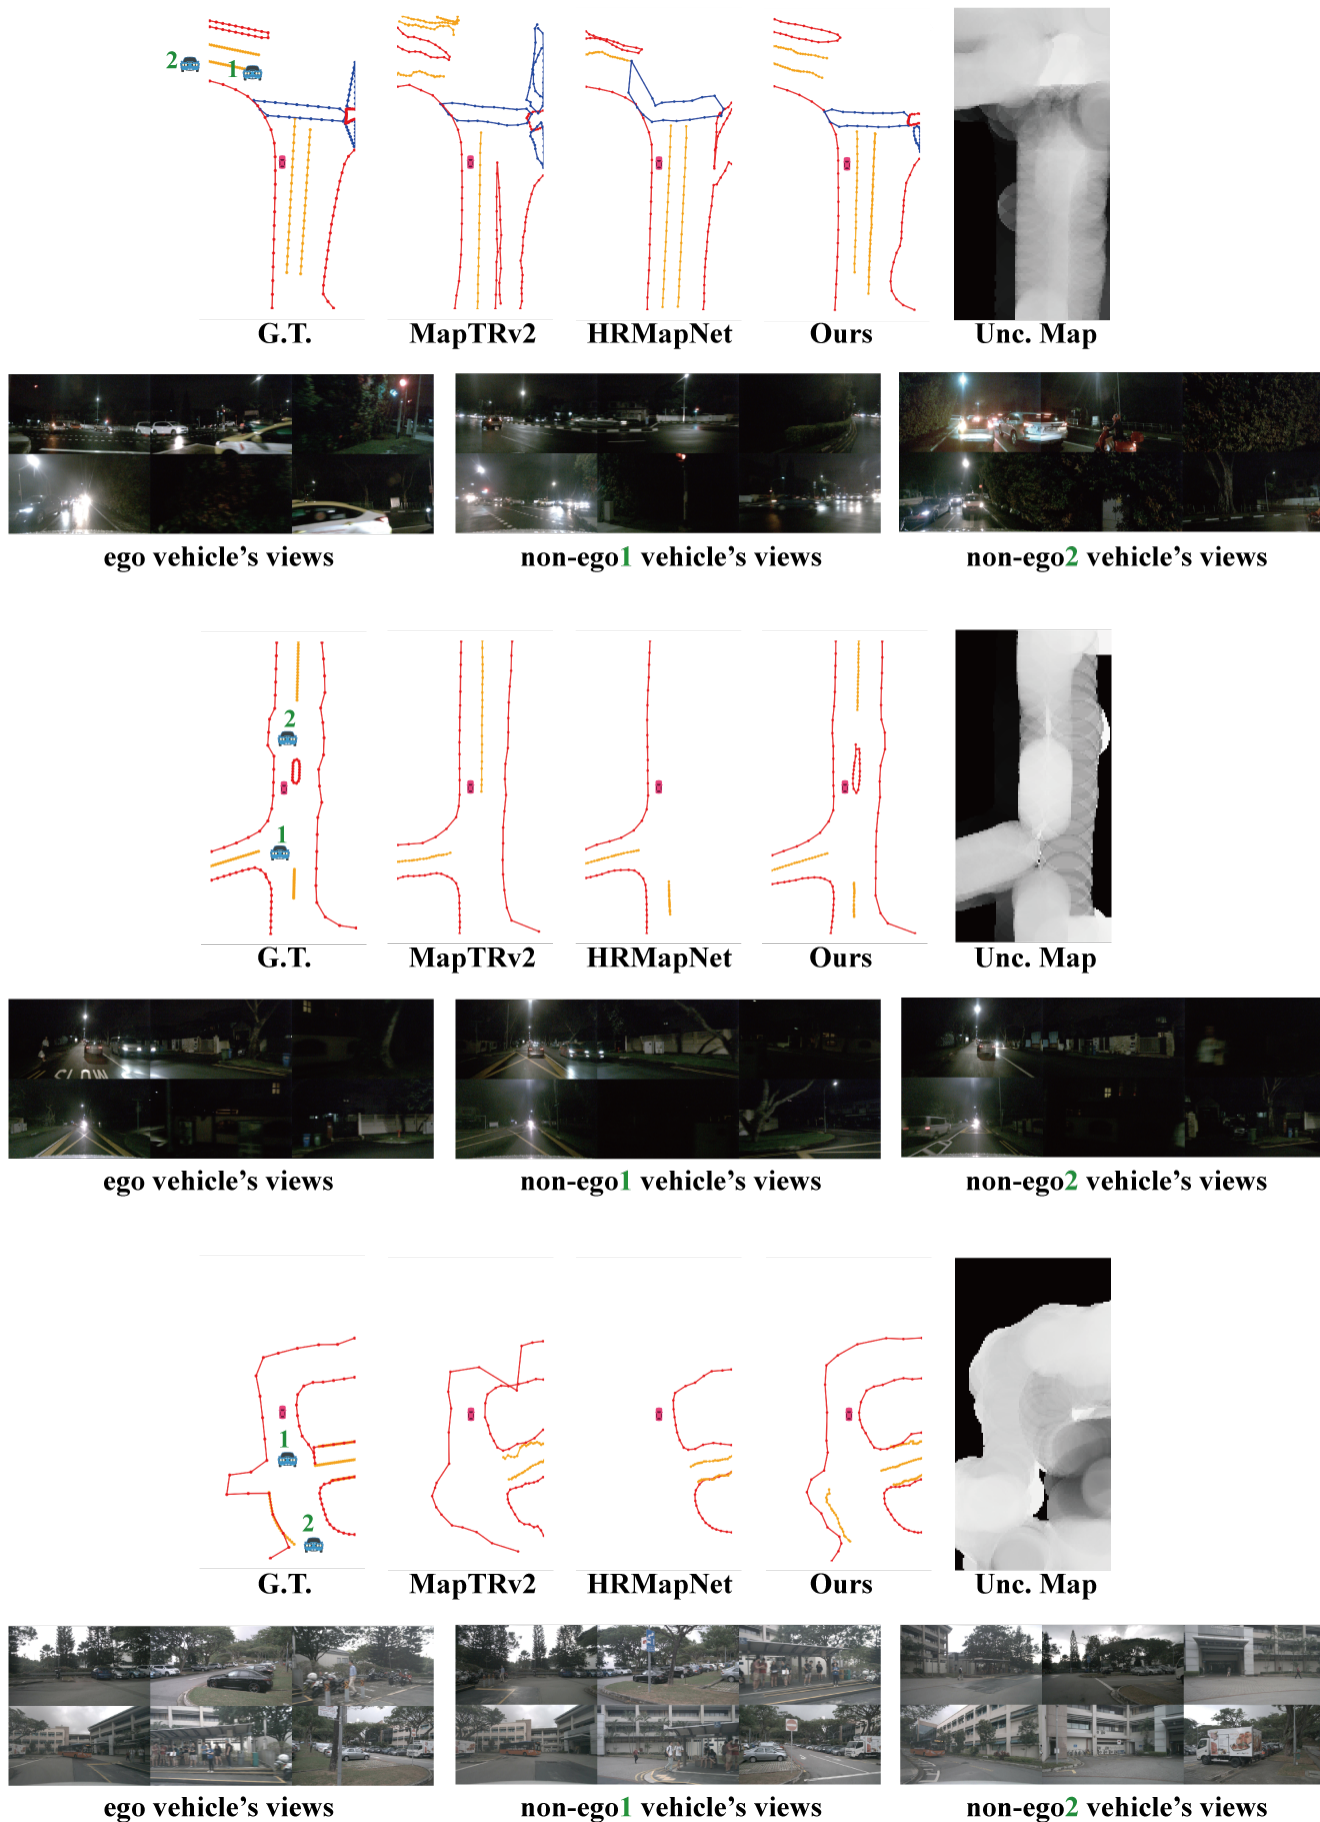 2
1
G.T.
MapTRv2
HRMapNet
Ours
Unc. Map
ego vehicle's views
non-ego1 vehicle's views
non-ego2 vehicle's views
2
1
G.T.
MapTRv2
HRMapNet
Ours
Unc. Map
SLOW
ego vehicle's views
non-ego1 vehicle's views
non-ego2 vehicle's views
1
2
G.T.
MapTRv2
HRMapNet
Ours
Unc. Map
ego vehicle's views
non-ego1 vehicle's views
non-ego2 vehicle's views